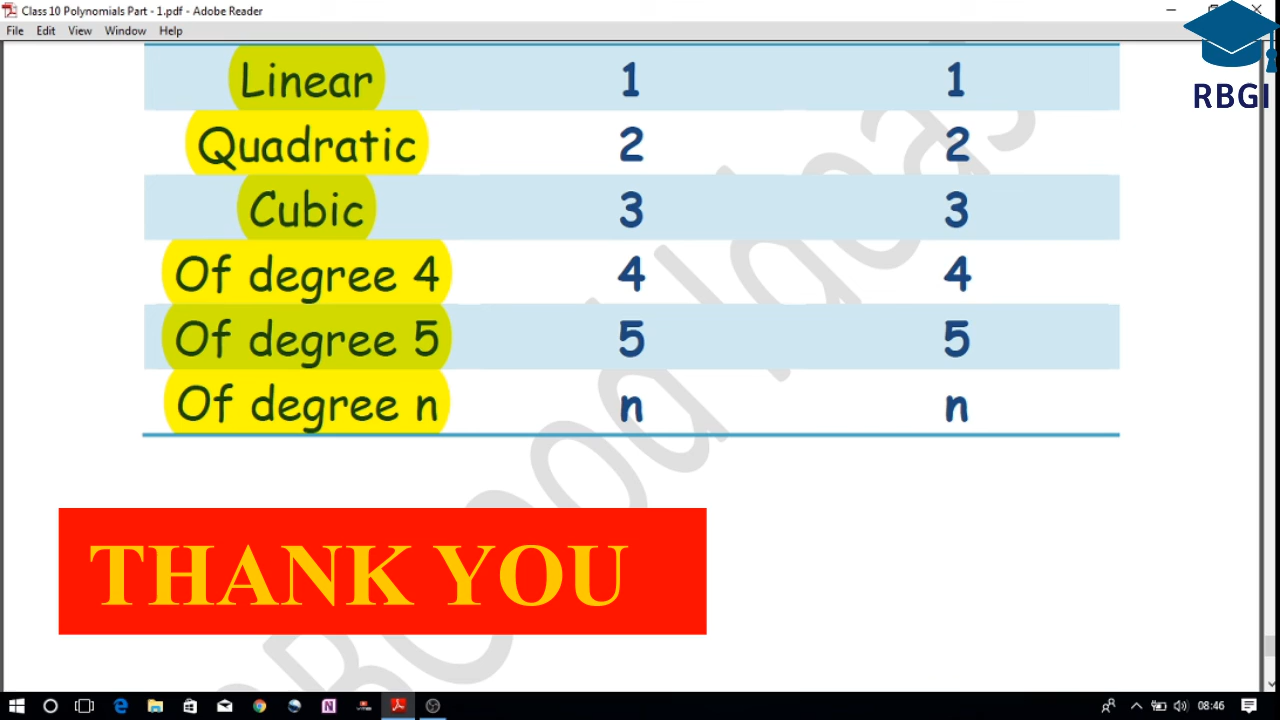 Class 10 Polynomials Part - 1.pdf - Adobe Reader
File Edit View Window Help
RBGI
Linear 1 1
Quadratic 2 2
Cubic 3 3
Of degree 4 4 4
Of degree 5 5 5
Of degree n n n
THANK YOU
08:46